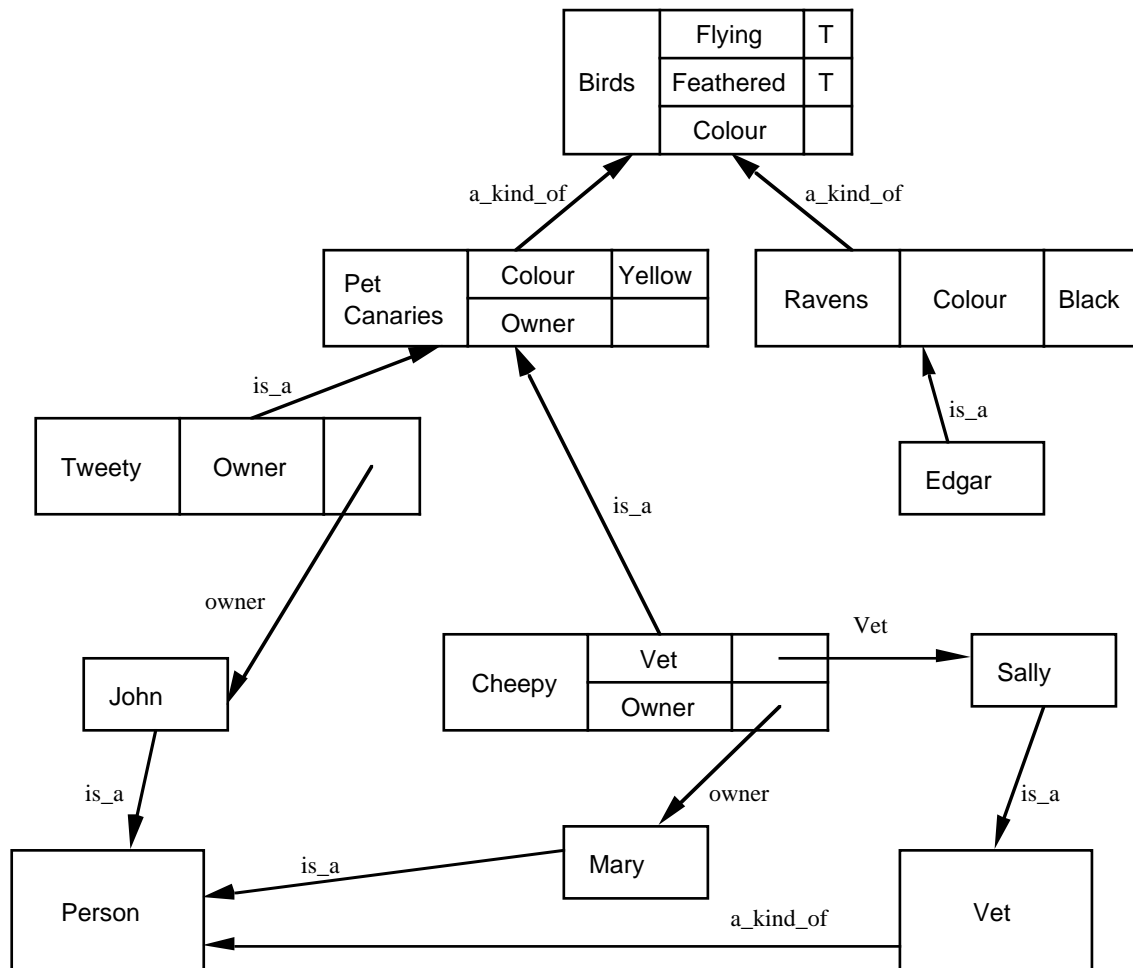 Flying T
Birds Feathered T
Colour
a_kind_of a_kind_of
Pet Canaries Colour Yellow
Owner
Ravens Colour Black
is_a
is_a
Tweety Owner
Edgar
is_a
owner
Vet
Cheepy Vet
Owner
Sally
John
is_a
owner
is_a
is_a
Mary
Person
Vet
a_kind_of